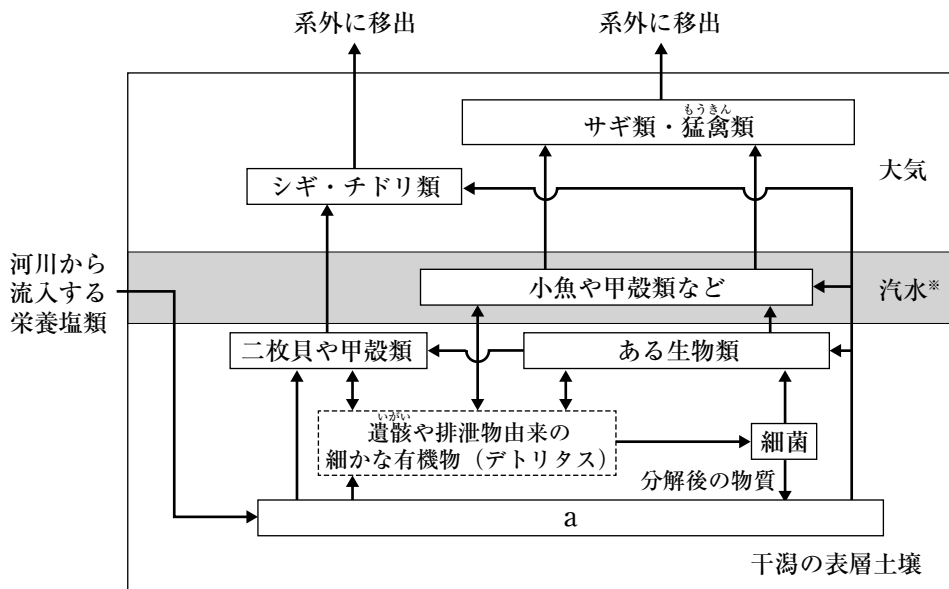 系外に移出
系外に移出
もうきん
サギ類・猛禽類
大気
シギ・チドリ類
河川から
流入する
栄養塩類
小魚や甲殻類など
汽水※
二枚貝や甲殻類
ある生物類
いがい
遺骸や排泄物由来の
細かな有機物（デトリタス）
細菌
分解後の物質
a
干潟の表層土壌